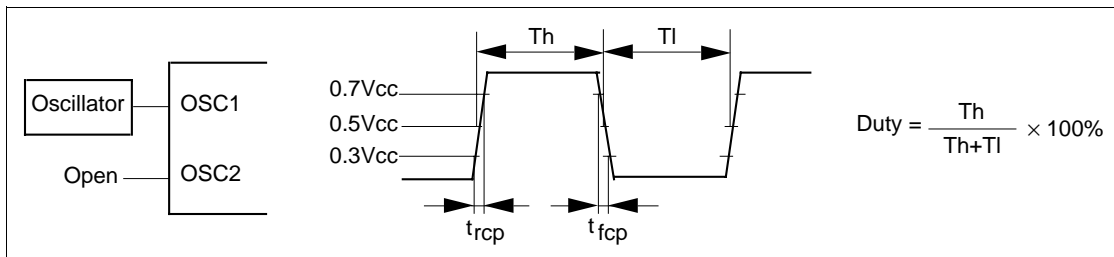 Oscillator
OSC1
Open
OSC2
Th
Tl
0.7Vcc
0.5Vcc
0.3Vcc
trcp
tfcp
Duty = Th / Th+Tl × 100%